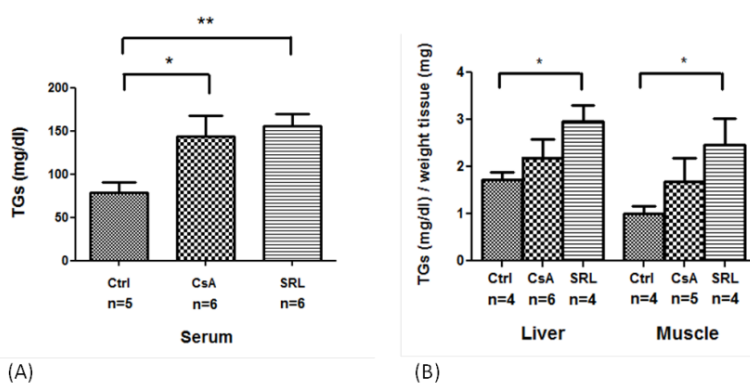 **
*
TGs (mg/dl)
200
150
100
50
0
Ctrl CsA SRL
n=5 n=6 n=6
Serum
(A)
* *
TGs (mg/dl) / weight tissue (mg)
4
3
2
1
0
Ctrl CsA SRL Ctrl CsA SRL
n=4 n=6 n=4 n=4 n=5 n=4
Liver Muscle
(B)